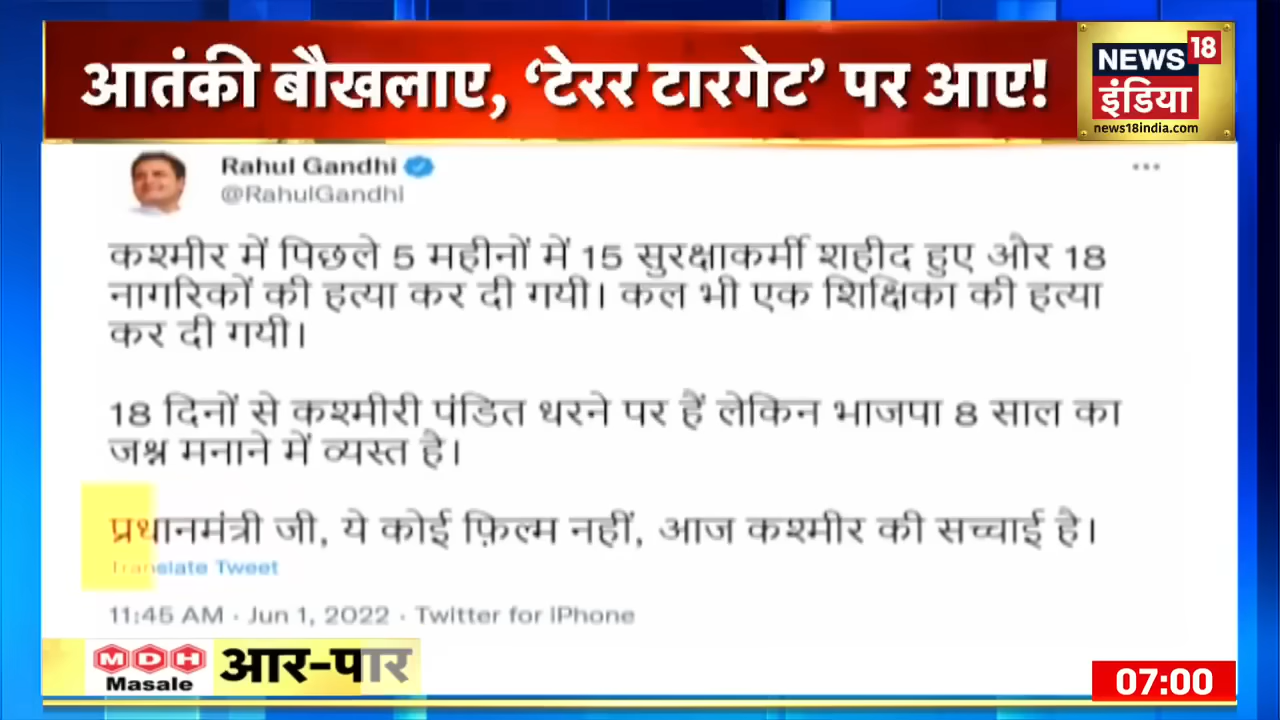 आतंकी बौखलाए, ‘टेरर टारगेट’ पर आए!
NEWS 18
इंडिया
news18india.com
Rahul Gandhi
@RahulGandhi
कश्मीर में पिछले 5 महीनों में 15 सुरक्षाकर्मी शहीद हुए और 18
नागरिकों की हत्या कर दी गयी। कल भी एक शिक्षिका की हत्या
कर दी गयी।
18 दिनों से कश्मीरी पंडित धरने पर हैं लेकिन भाजपा 8 साल का
जश्न मनाने में व्यस्त है।
प्रधानमंत्री जी, ये कोई फ़िल्म नहीं, आज कश्मीर की सच्चाई है।
Translate Tweet
11:45 AM · Jun 1, 2022 · Twitter for iPhone
MDH
Masale
आर-पार
07:00